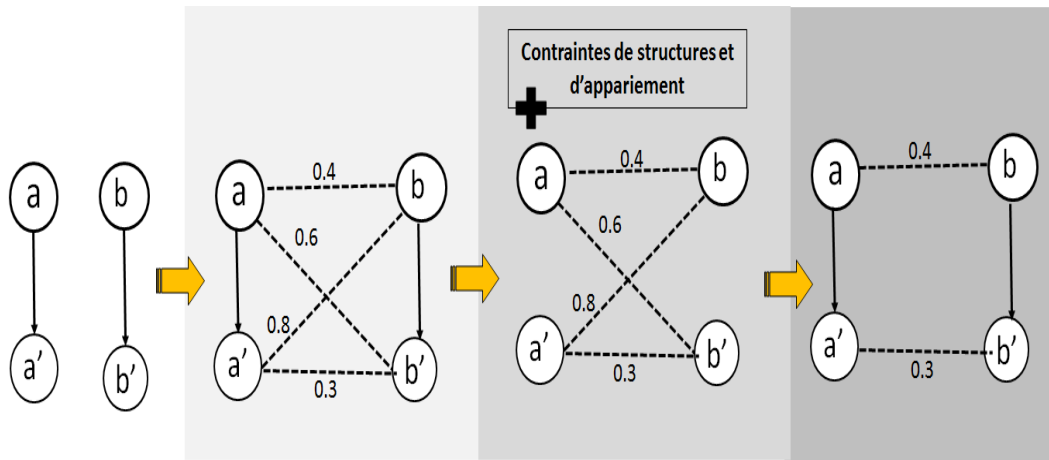 Contraintes de structures et
d'appariement
a
b
a'
b'
a
b
0.4
0.6
0.8
a'
b'
0.3
a
b
0.4
0.6
0.8
a'
b'
0.3
a
b
0.4
a'
b'
0.3